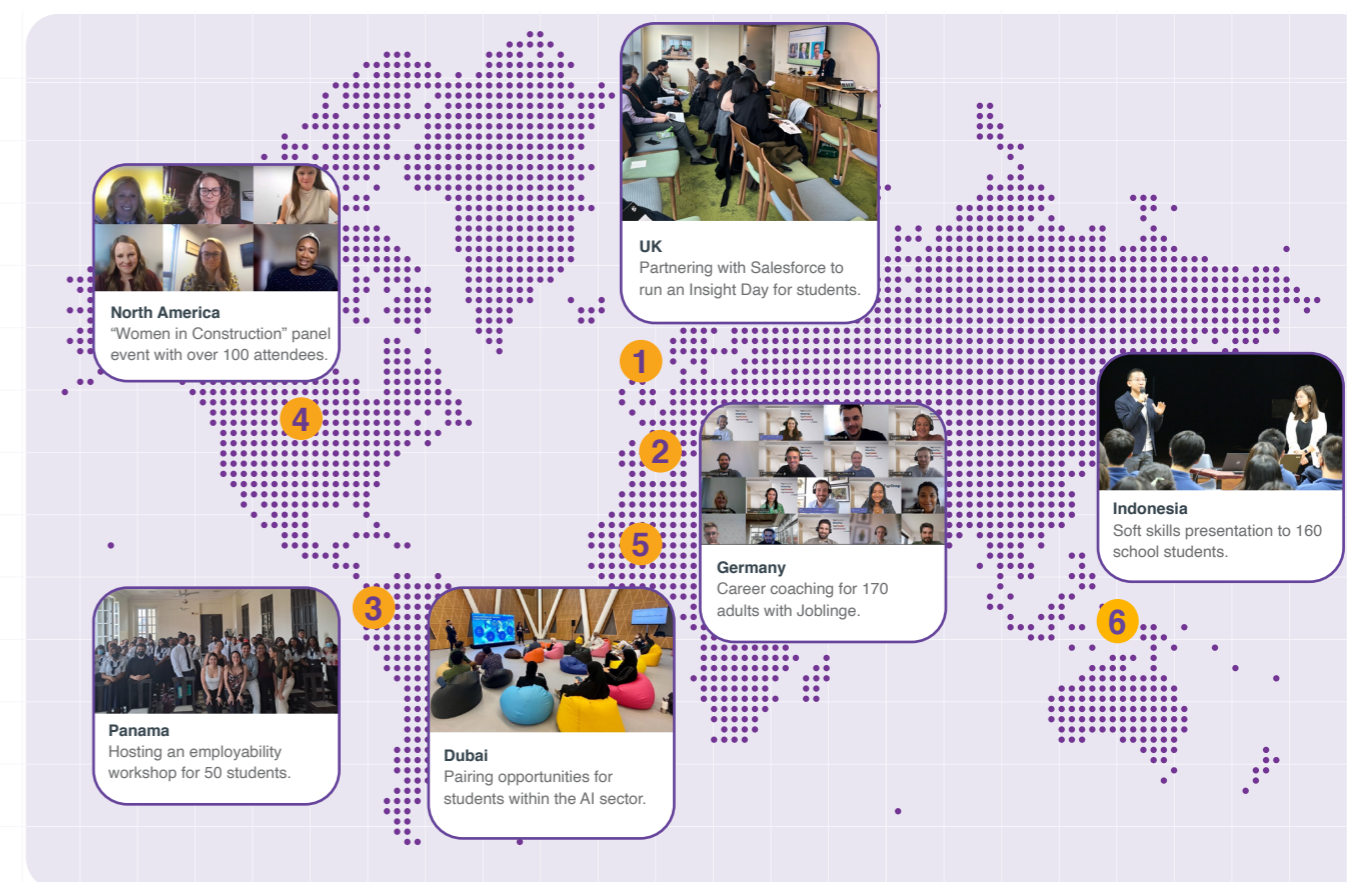 UK
Partnering with Salesforce to
run an Insight Day for students.
North America
“Women in Construction” panel
event with over 100 attendees.
1
4
2
Indonesia
Soft skills presentation to 160
school students.
5
Germany
Career coaching for 170
adults with Joblinge.
3
6
Panama
Hosting an employability
workshop for 50 students.
Dubai
Pairing opportunities for
students within the AI sector.